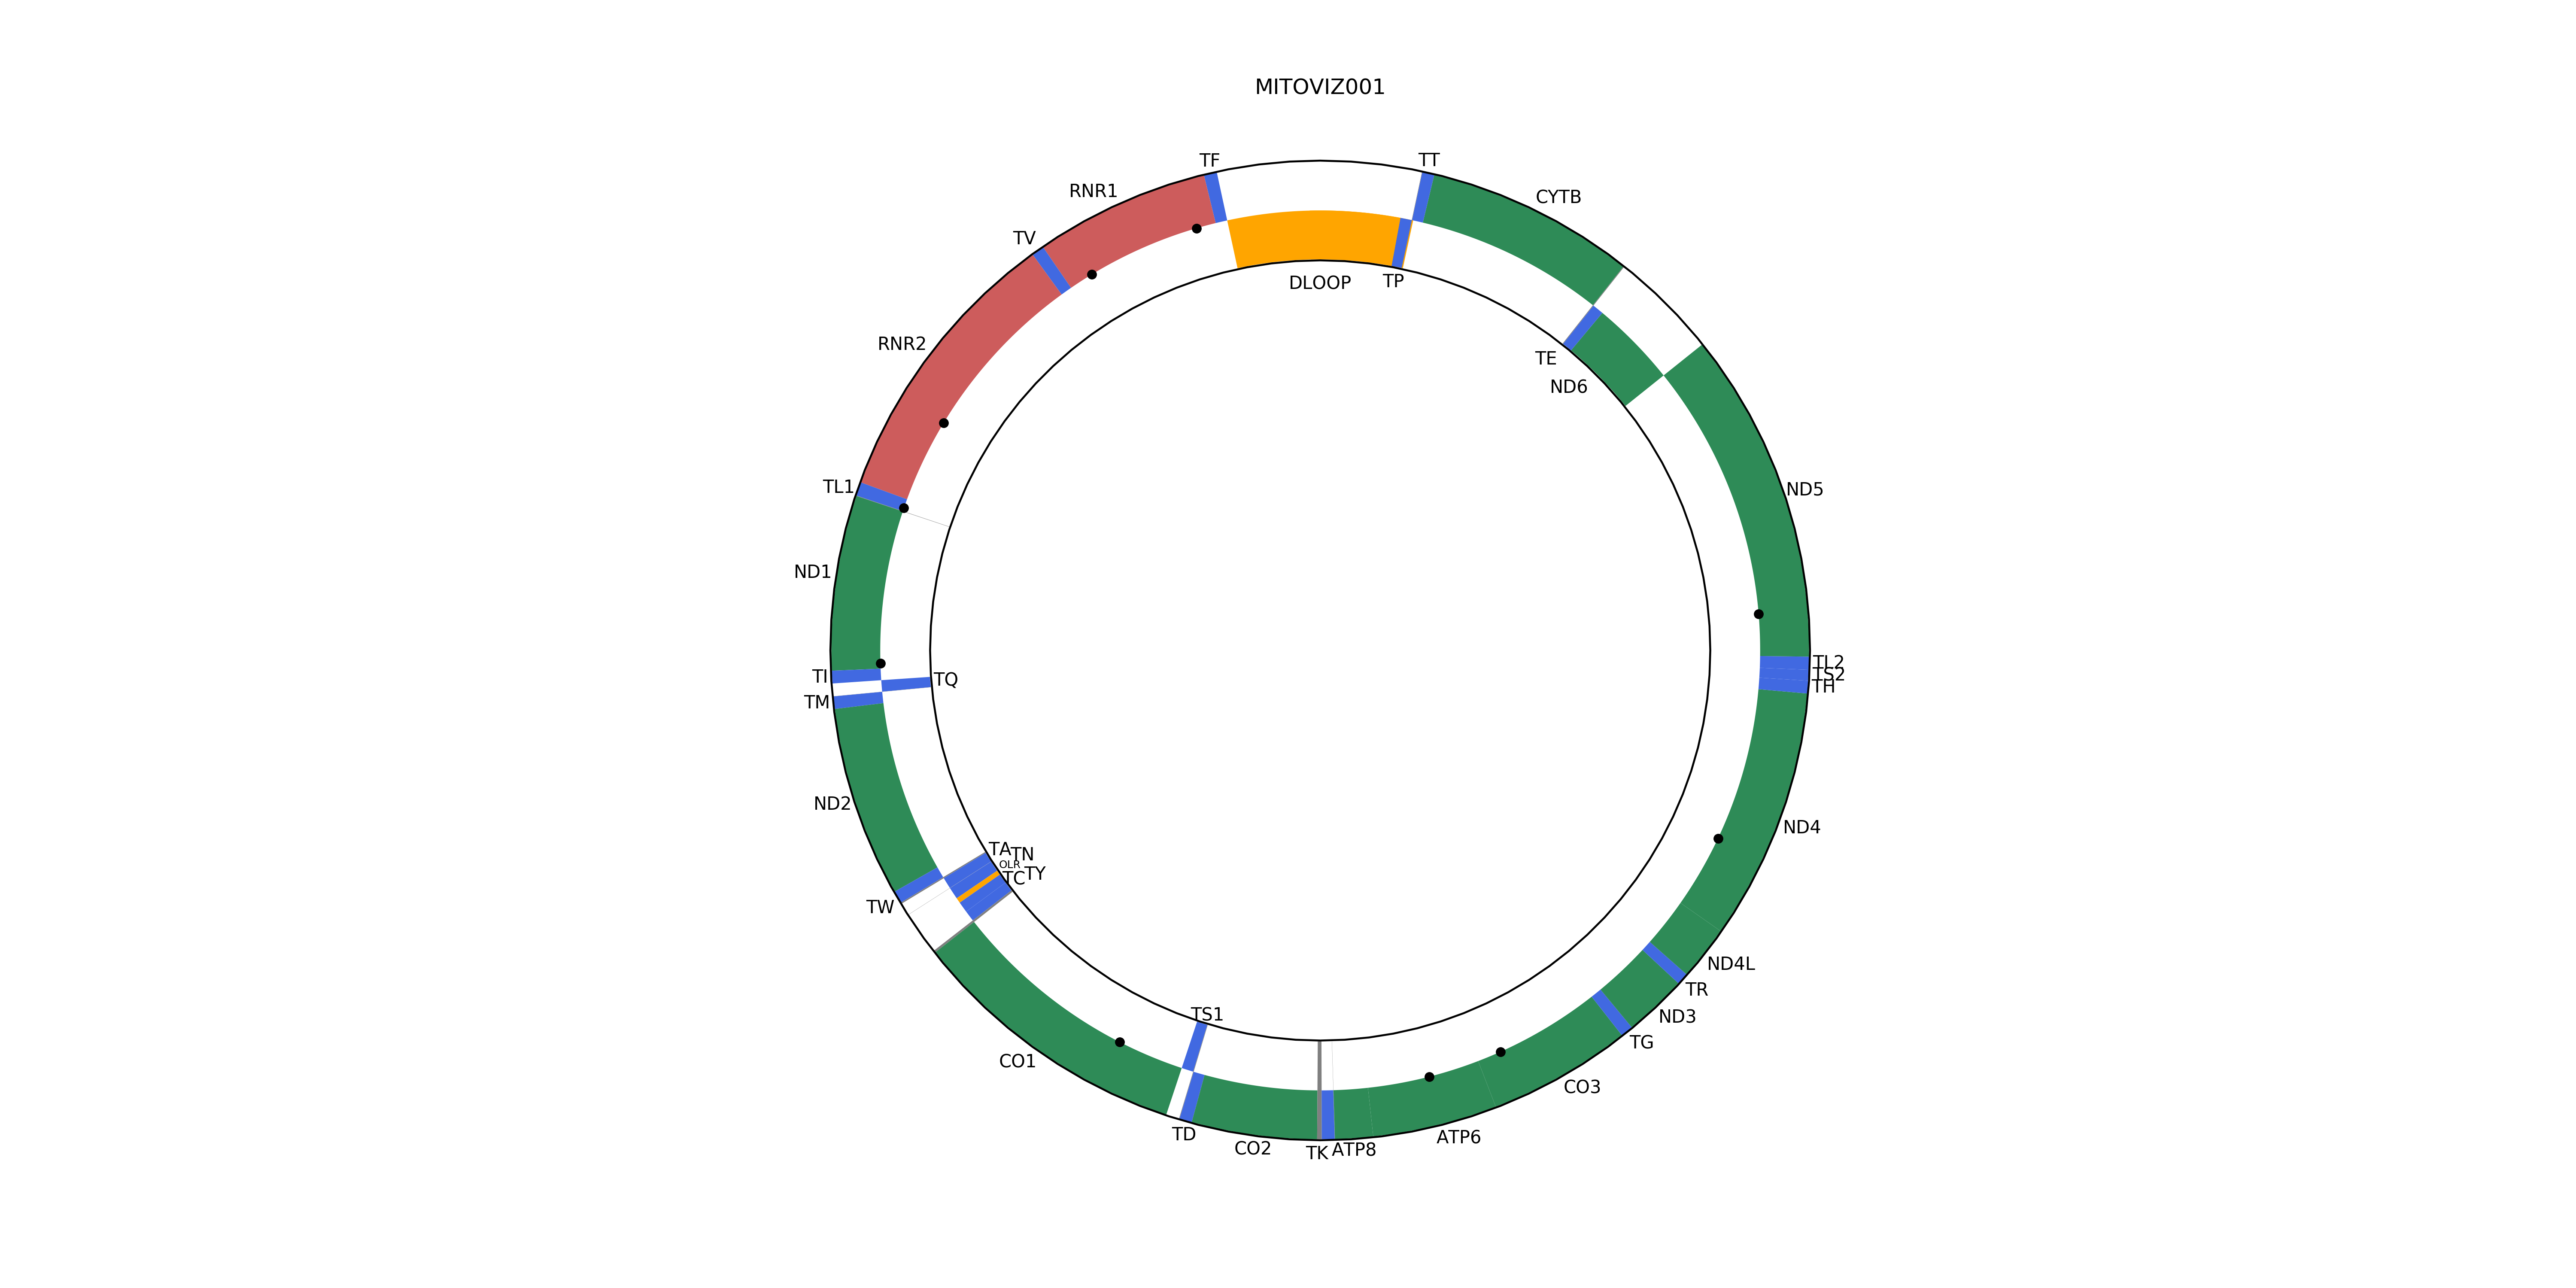 MITOVIZ001
TF
TT
RNR1
CYTB
TV
DLOOP
TP
RNR2
TE
ND6
TL1
ND5
ND1
TI
TQ
TL2
TS2
TH
TM
ND2
ND4
TA
TN
OLR
TY
TC
TW
ND4L
TR
TS1
ND3
TG
CO1
CO3
TD
CO2
TK
ATP8
ATP6